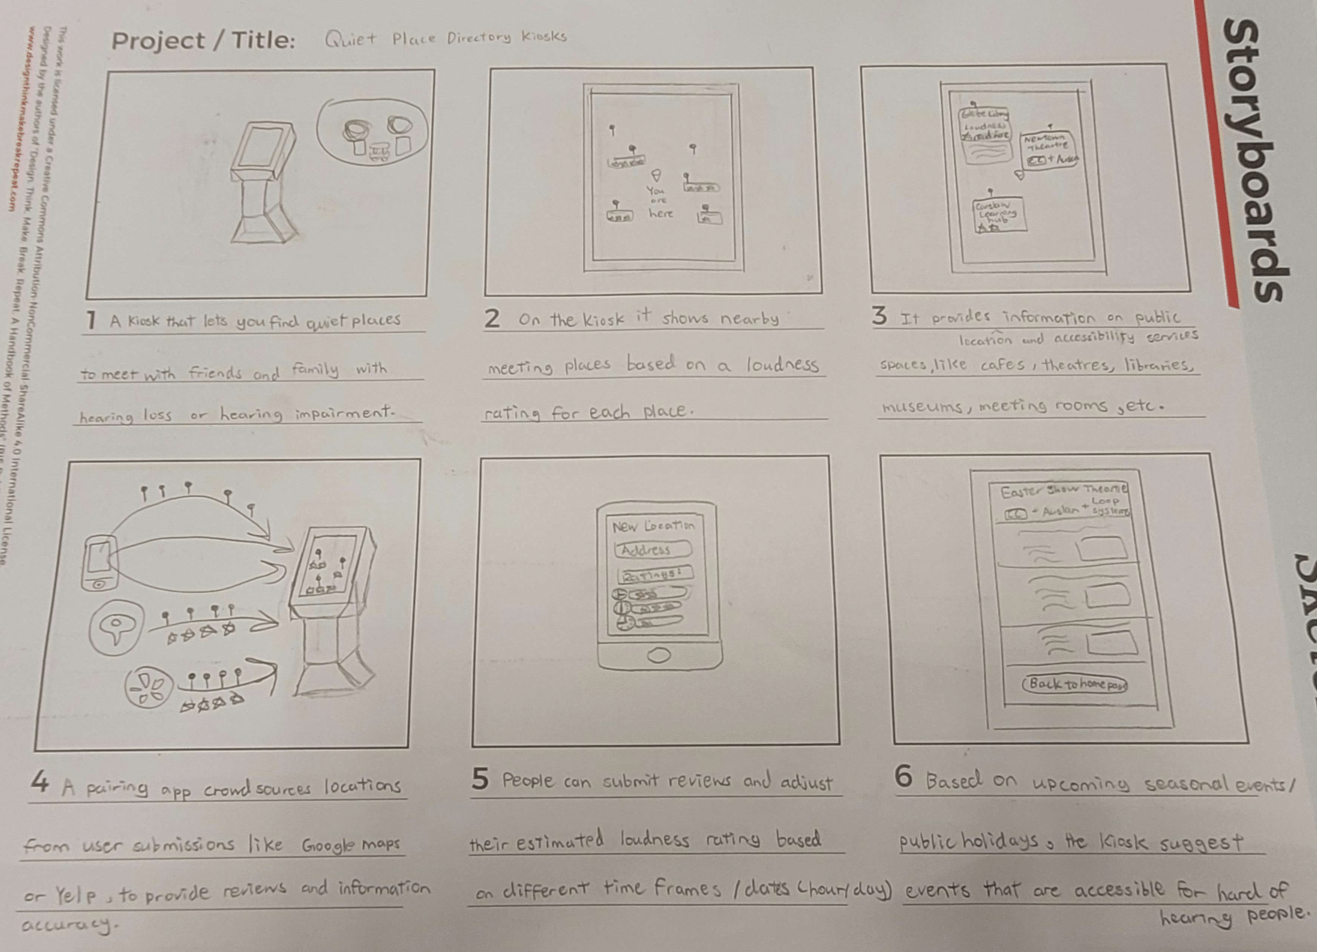 Storyboards
Project / Title: Quiet Place Directory Kiosks
This work is licensed under a Creative Commons Attribution-NonCommercial-ShareAlike 4.0 International License
Designed by the authors of 'Design. Think. Make. Break. Repeat. A Handbook of Methods'
www.designthinkmakebreakrepeat.com
You
are
here
Loudness
Newtown
Theatre
CC + Auslan
Learning
hub
1 A kiosk that lets you find quiet places
to meet with friends and family with
hearing loss or hearing impairment.
2 On the kiosk it shows nearby
meeting places based on a loudness
rating for each place.
3 It provides information on public
location and accessibility services
spaces, like cafes, theatres, libraries,
museums, meeting rooms, etc.
New Location
Address
Ratings:
Easter Show Theatre
Loop
CC + Auslan + system
Back to home page
4 A pairing app crowd sources locations
from user submissions like Google maps
or Yelp, to provide reviews and information
accuracy.
5 People can submit reviews and adjust
their estimated loudness rating based
on different time frames / dates (hour/day)
6 Based on upcoming seasonal events/
public holidays, the kiosk suggest
events that are accessible for hard of
hearing people.